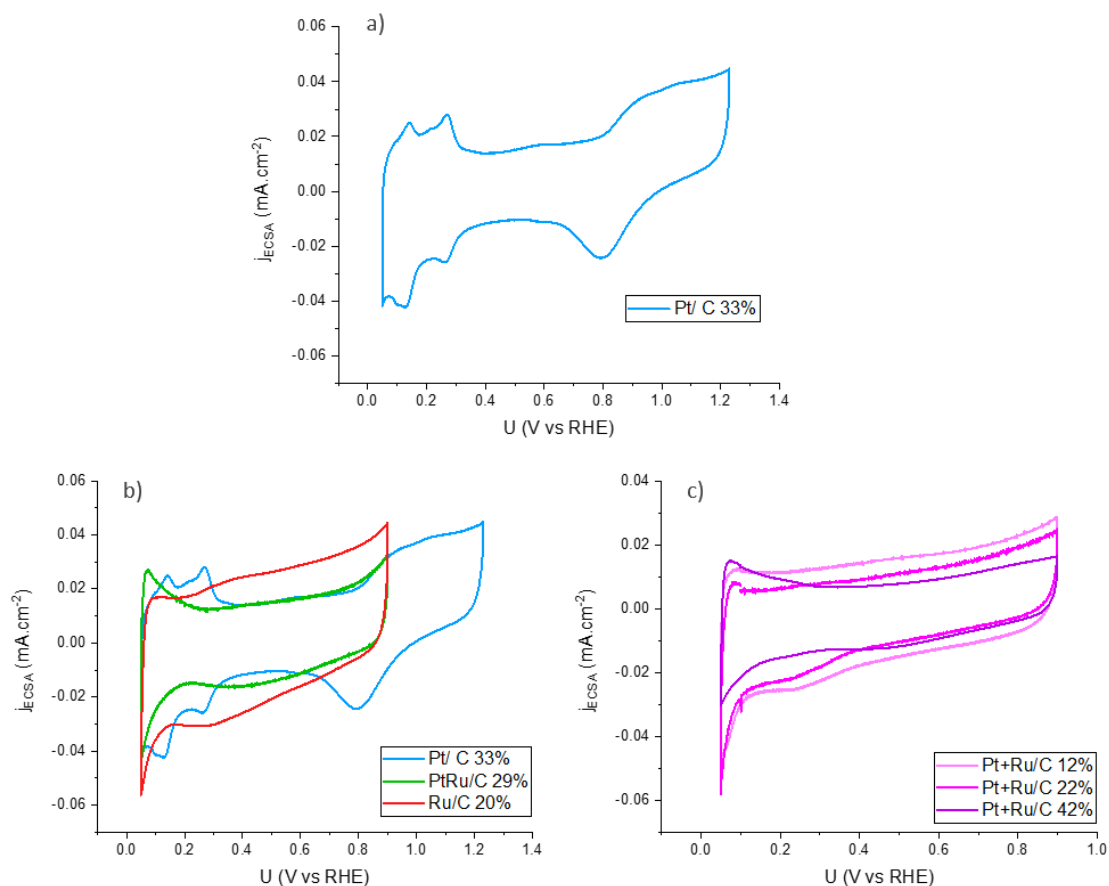 a)
0.06
0.04
0.02
0.00
-0.02
-0.04
-0.06
j_ECSA (mA.cm⁻²)
Pt/ C 33%
0.0 0.2 0.4 0.6 0.8 1.0 1.2 1.4
U (V vs RHE)
b)
0.06
0.04
0.02
0.00
-0.02
-0.04
-0.06
j_ECSA (mA.cm⁻²)
Pt/ C 33%
PtRu/C 29%
Ru/C 20%
0.0 0.2 0.4 0.6 0.8 1.0 1.2 1.4
U (V vs RHE)
c)
0.04
0.02
0.00
-0.02
-0.04
-0.06
j_ECSA (mA.cm⁻²)
Pt+Ru/C 12%
Pt+Ru/C 22%
Pt+Ru/C 42%
0.0 0.2 0.4 0.6 0.8 1.0
U (V vs RHE)